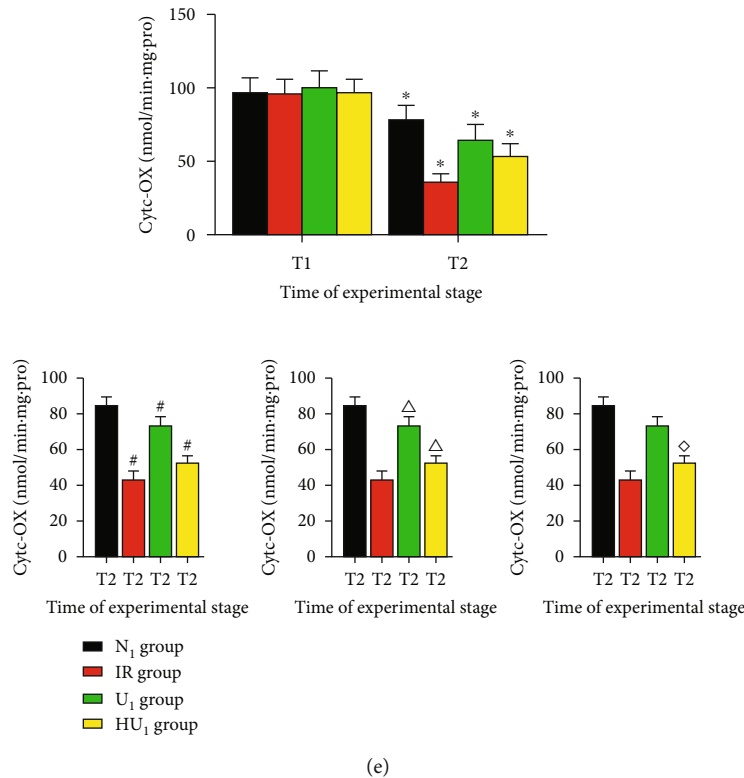 Cytc-OX (nmol/min·mg·pro)
150
100
50
0
* * * *
T1 T2
Time of experimental stage
Cytc-OX (nmol/min·mg·pro)
100
80
60
40
20
0
# # #
T2 T2 T2 T2
Time of experimental stage
Cytc-OX (nmol/min·mg·pro)
100
80
60
40
20
0
△ △
T2 T2 T2 T2
Time of experimental stage
Cytc-OX (nmol/min·mg·pro)
100
80
60
40
20
0
◇
T2 T2 T2 T2
Time of experimental stage
N₁ group
IR group
U₁ group
HU₁ group
(e)